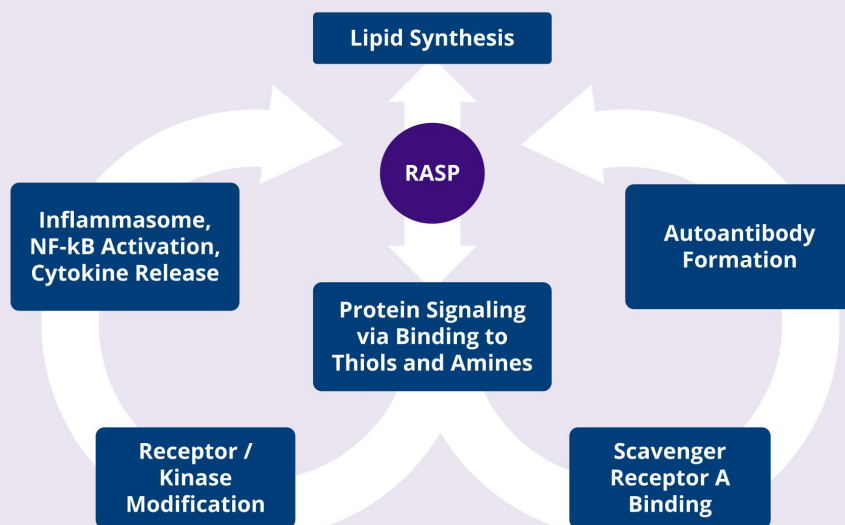 Lipid Synthesis
RASP
Inflammasome,
NF-kB Activation,
Cytokine Release
Autoantibody
Formation
Protein Signaling
via Binding to
Thiols and Amines
Receptor /
Kinase
Modification
Scavenger
Receptor A
Binding